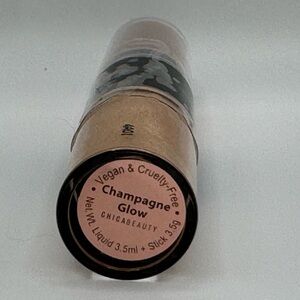 Vegan & Cruelty-Free
Champagne
Glow
CHICABEAUTY
Net Wt. Liquid 3.5ml + Stick 3.5g